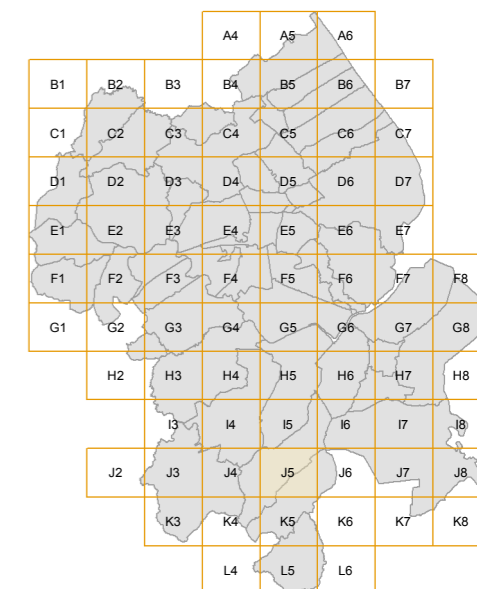 A4 A5 A6
B1 B2 B3 B4 B5 B6 B7
C1 C2 C3 C4 C5 C6 C7
D1 D2 D3 D4 D5 D6 D7
E1 E2 E3 E4 E5 E6 E7
F1 F2 F3 F4 F5 F6 F7 F8
G1 G2 G3 G4 G5 G6 G7 G8
H2 H3 H4 H5 H6 H7 H8
I3 I4 I5 I6 I7 I8
J2 J3 J4 J5 J6 J7 J8
K3 K4 K5 K6 K7 K8
L4 L5 L6